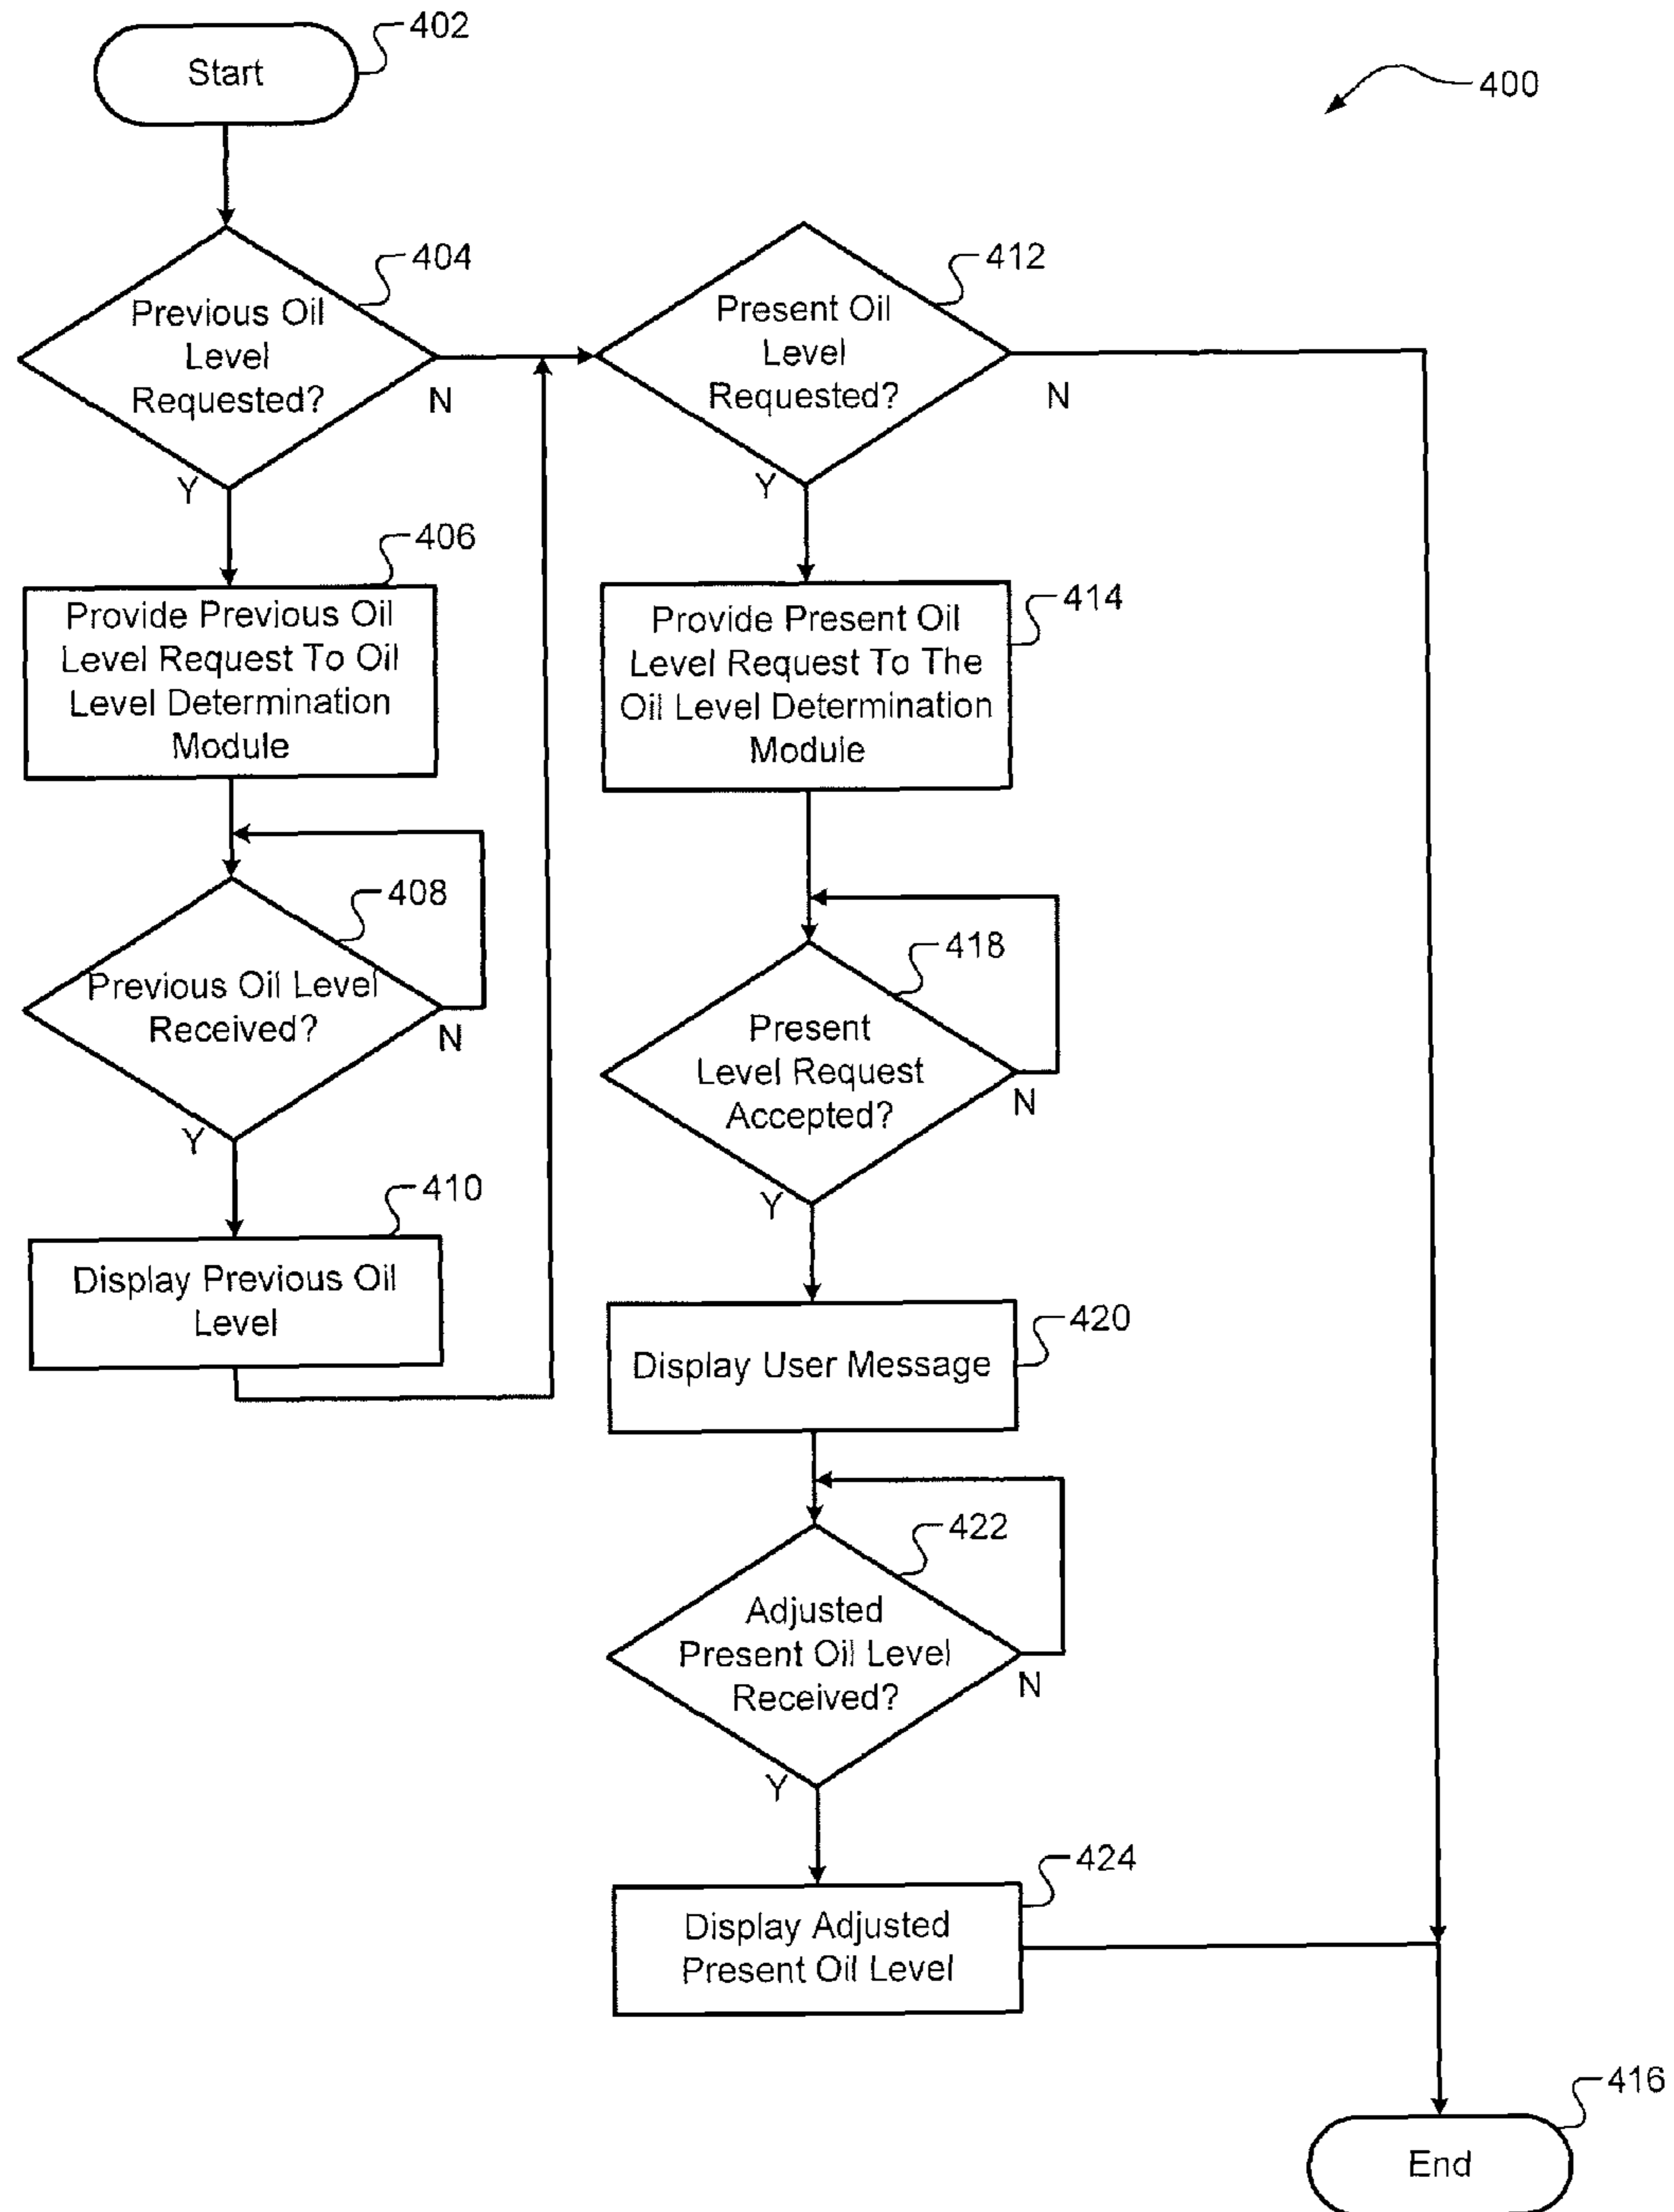 402
Start
400
404
Previous Oil
Level
Requested?
N
Y
412
Present Oil
Level
Requested?
N
Y
406
Provide Previous Oil
Level Request To Oil
Level Determination
Module
414
Provide Present Oil
Level Request To The
Oil Level Determination
Module
408
Previous Oil Level
Received?
N
Y
418
Present
Level Request
Accepted?
N
Y
410
Display Previous Oil
Level
420
Display User Message
422
Adjusted
Present Oil Level
Received?
N
Y
424
Display Adjusted
Present Oil Level
416
End